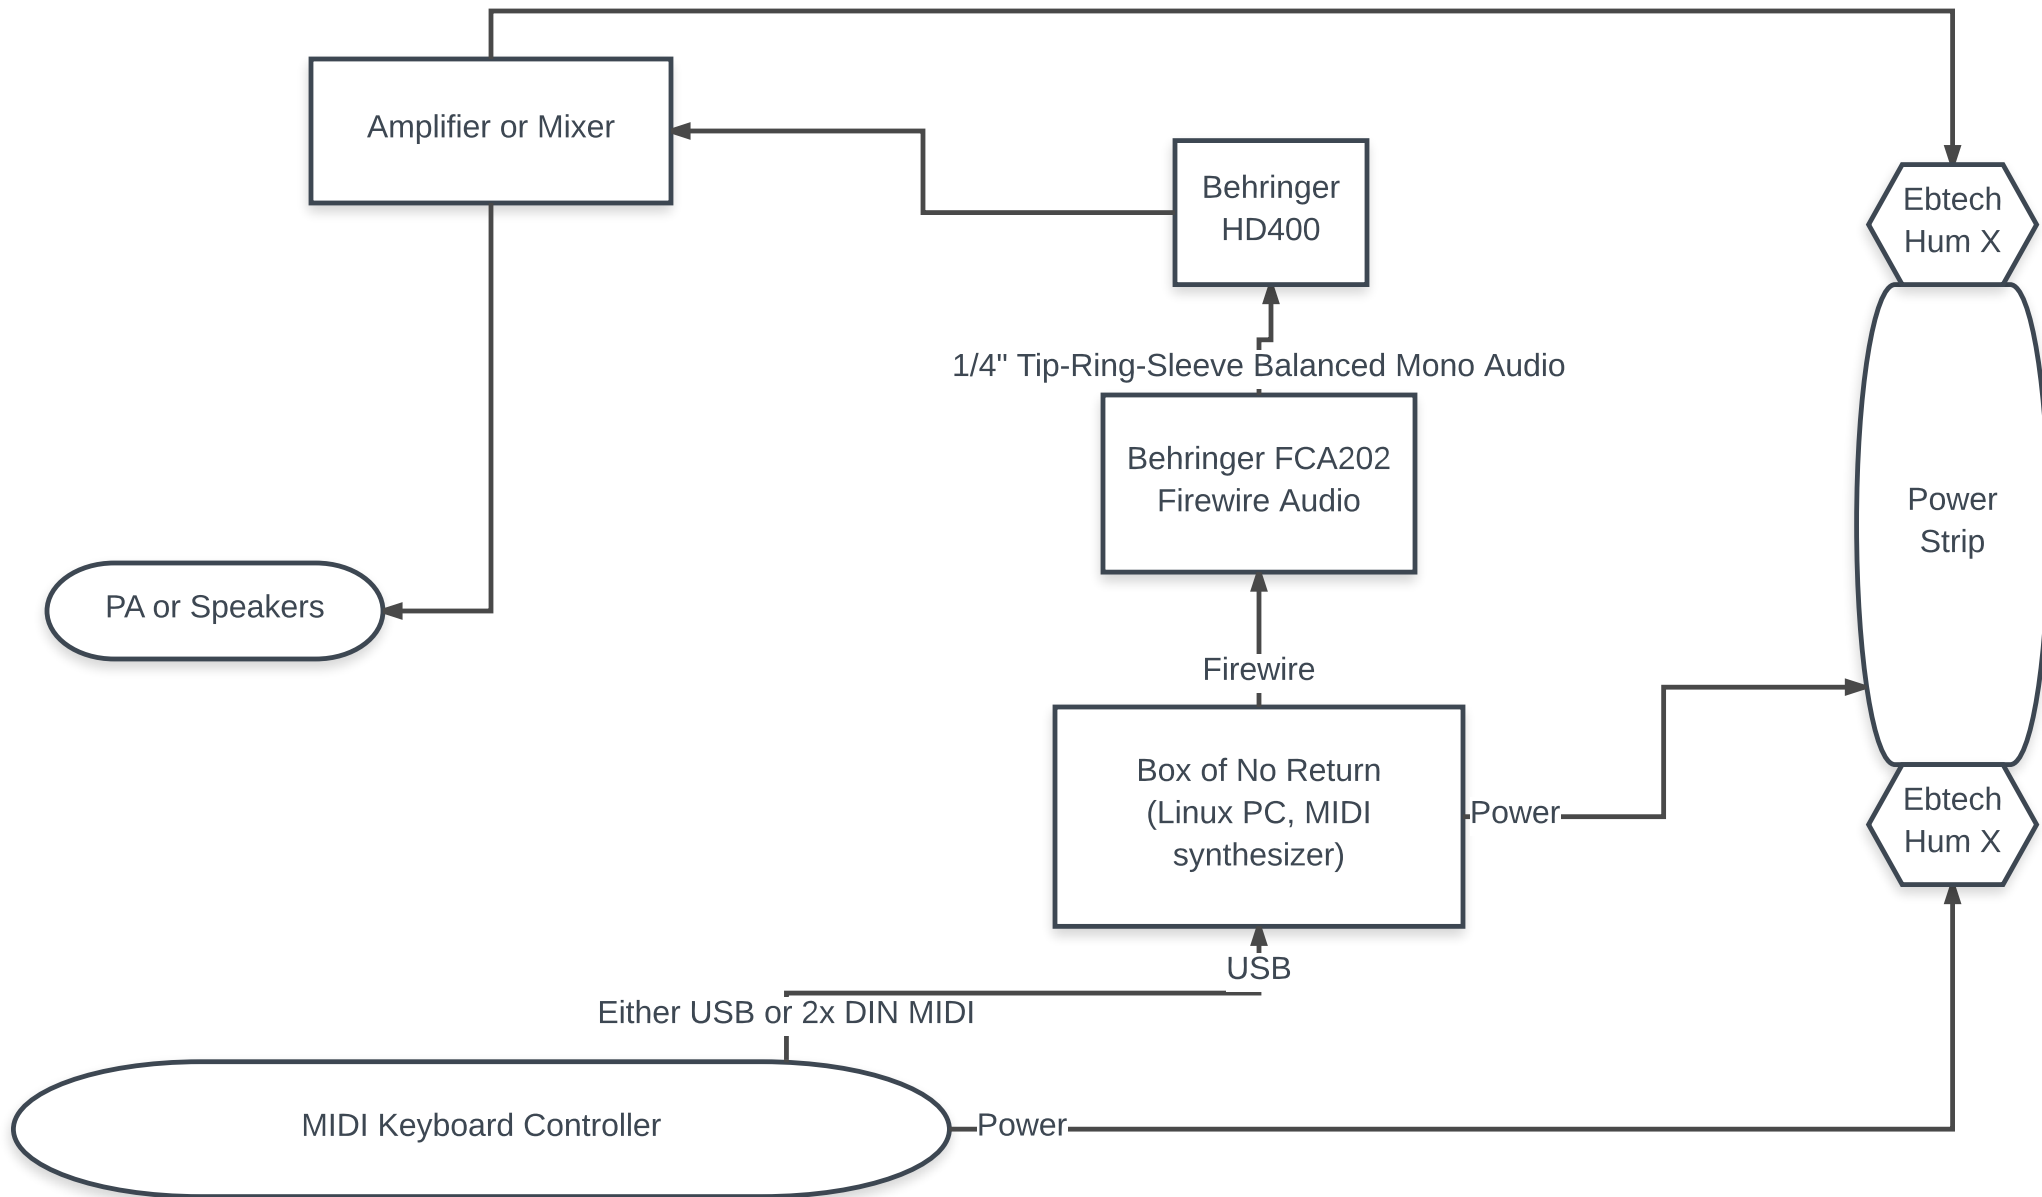 Amplifier or Mixer
Behringer
HD400
Ebtech
Hum X
1/4" Tip-Ring-Sleeve Balanced Mono Audio
Behringer FCA202
Firewire Audio
Power
Strip
PA or Speakers
Firewire
Box of No Return
(Linux PC, MIDI
synthesizer)
Power
Ebtech
Hum X
USB
Either USB or 2x DIN MIDI
MIDI Keyboard Controller
Power